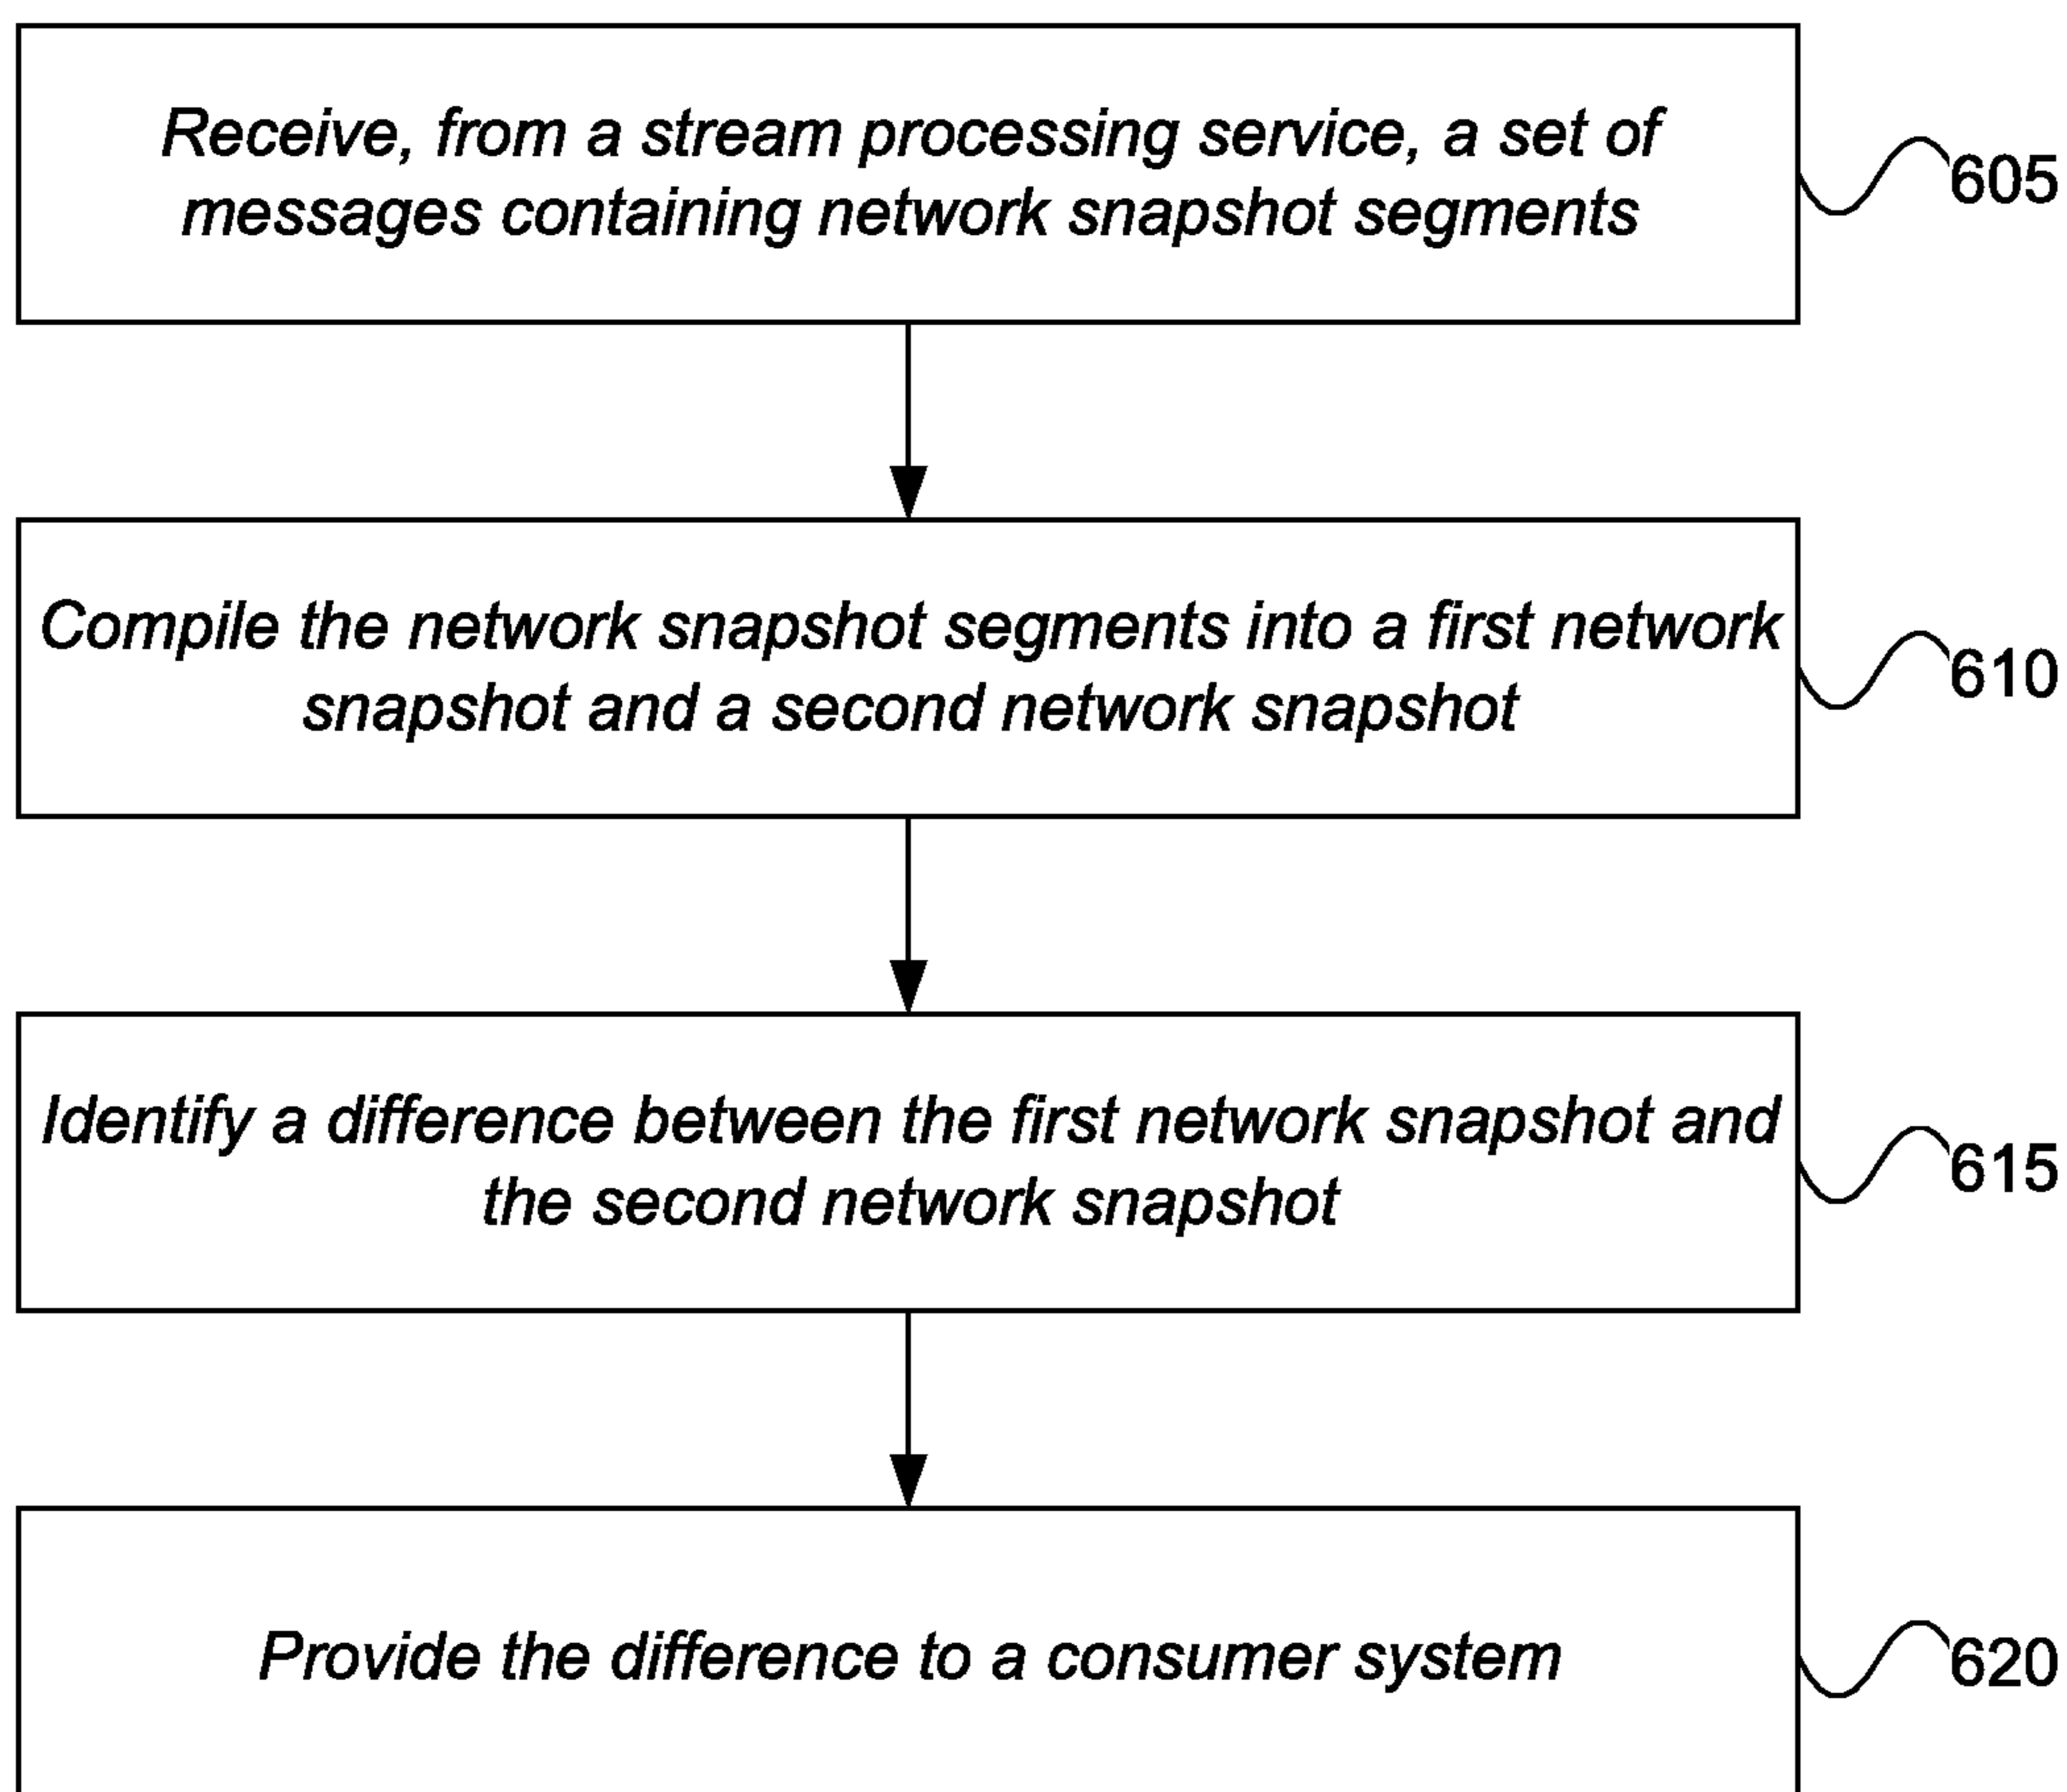 Receive, from a stream processing service, a set of
messages containing network snapshot segments
605
Compile the network snapshot segments into a first network
snapshot and a second network snapshot
610
Identify a difference between the first network snapshot and
the second network snapshot
615
Provide the difference to a consumer system
620